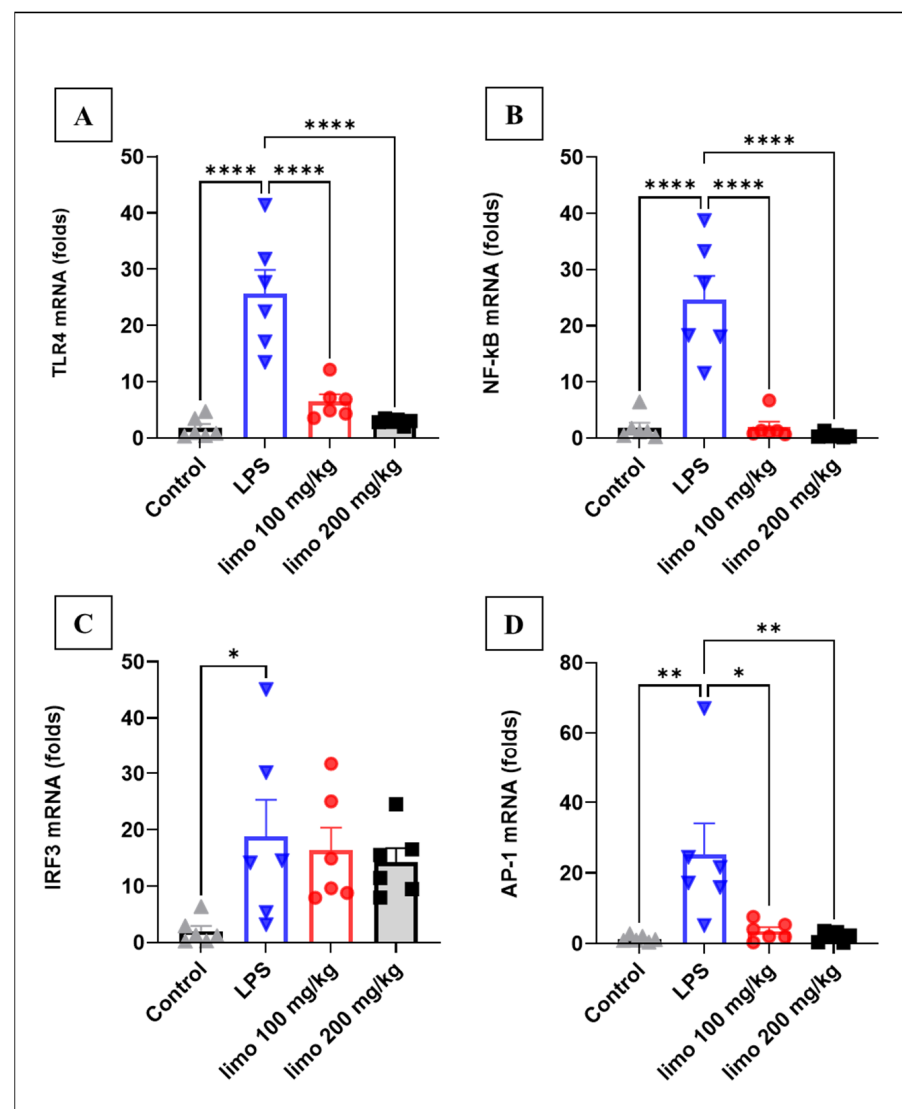 A
B
****
****
****
****
****
****
TLR4 mRNA (folds)
50
40
30
20
10
0
Control
LPS
limo 100 mg/kg
limo 200 mg/kg
NF-kB mRNA (folds)
50
40
30
20
10
0
Control
LPS
limo 100 mg/kg
limo 200 mg/kg
C
D
*
**
**
*
IRF3 mRNA (folds)
50
40
30
20
10
0
Control
LPS
limo 100 mg/kg
limo 200 mg/kg
AP-1 mRNA (folds)
80
60
40
20
0
Control
LPS
limo 100 mg/kg
limo 200 mg/kg